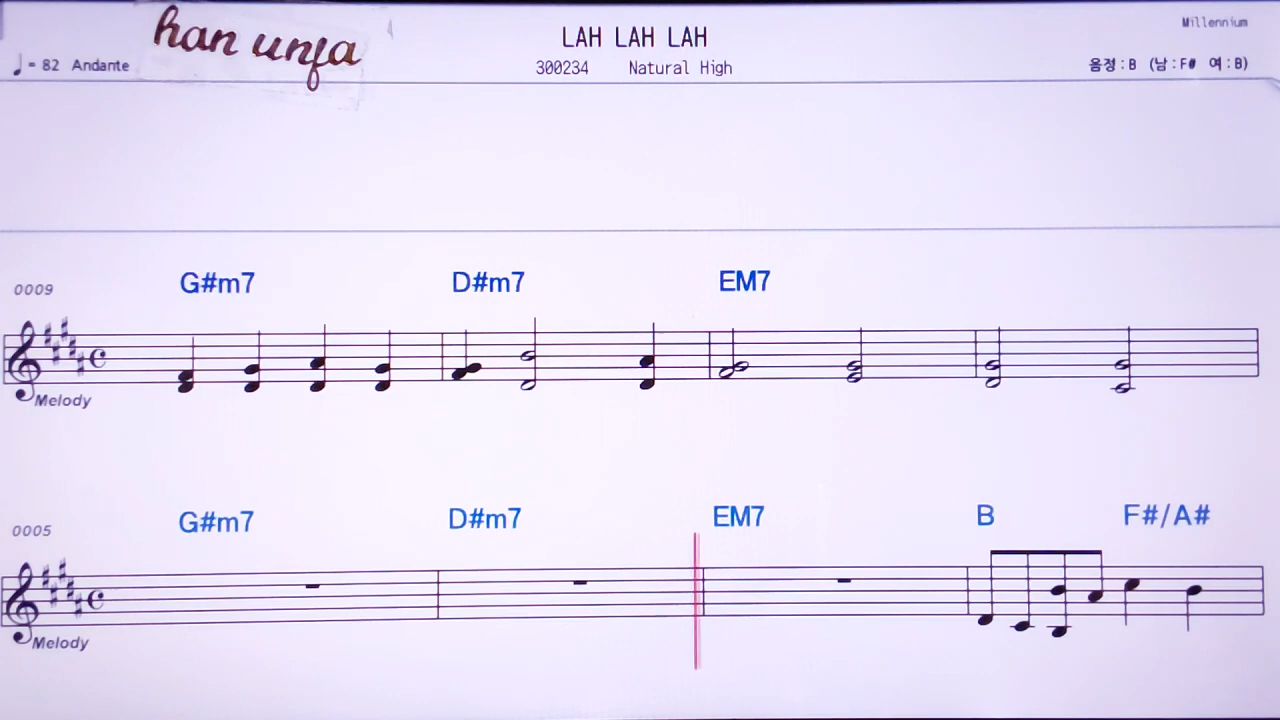 han unfa
LAH LAH LAH
Millennium
♩= 82 Andante
300234 Natural High
음정:B (남:F# 여:B)
0009
G#m7 D#m7 EM7
Melody
0005
G#m7 D#m7 EM7 B F#/A#
Melody